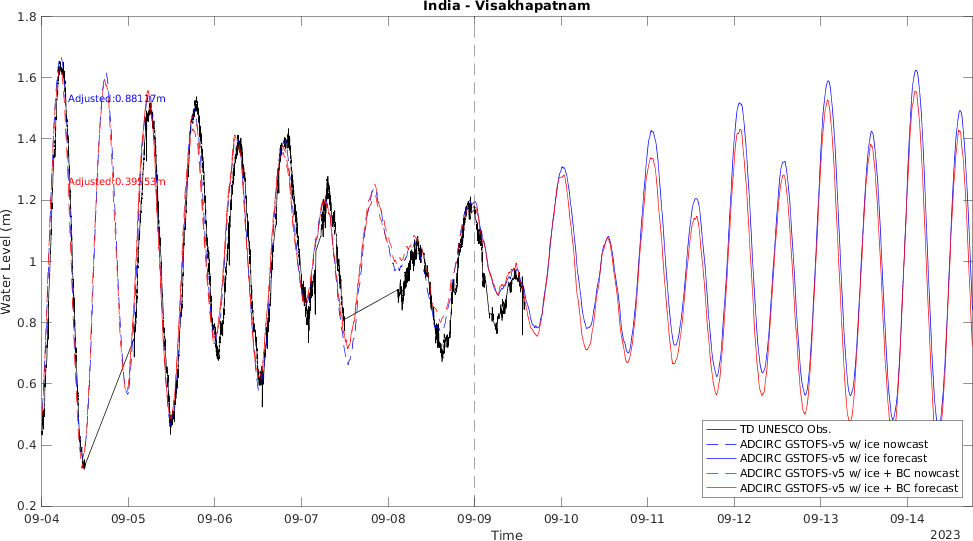 India - Visakhapatnam
1.8
1.6
1.4
1.2
1
0.8
0.6
0.4
0.2
Water Level (m)
Adjusted:0.88117m
Adjusted:0.39553m
TD UNESCO Obs.
ADCIRC GSTOFS-v5 w/ ice nowcast
ADCIRC GSTOFS-v5 w/ ice forecast
ADCIRC GSTOFS-v5 w/ ice + BC nowcast
ADCIRC GSTOFS-v5 w/ ice + BC forecast
09-04 09-05 09-06 09-07 09-08 09-09 09-10 09-11 09-12 09-13 09-14
Time
2023